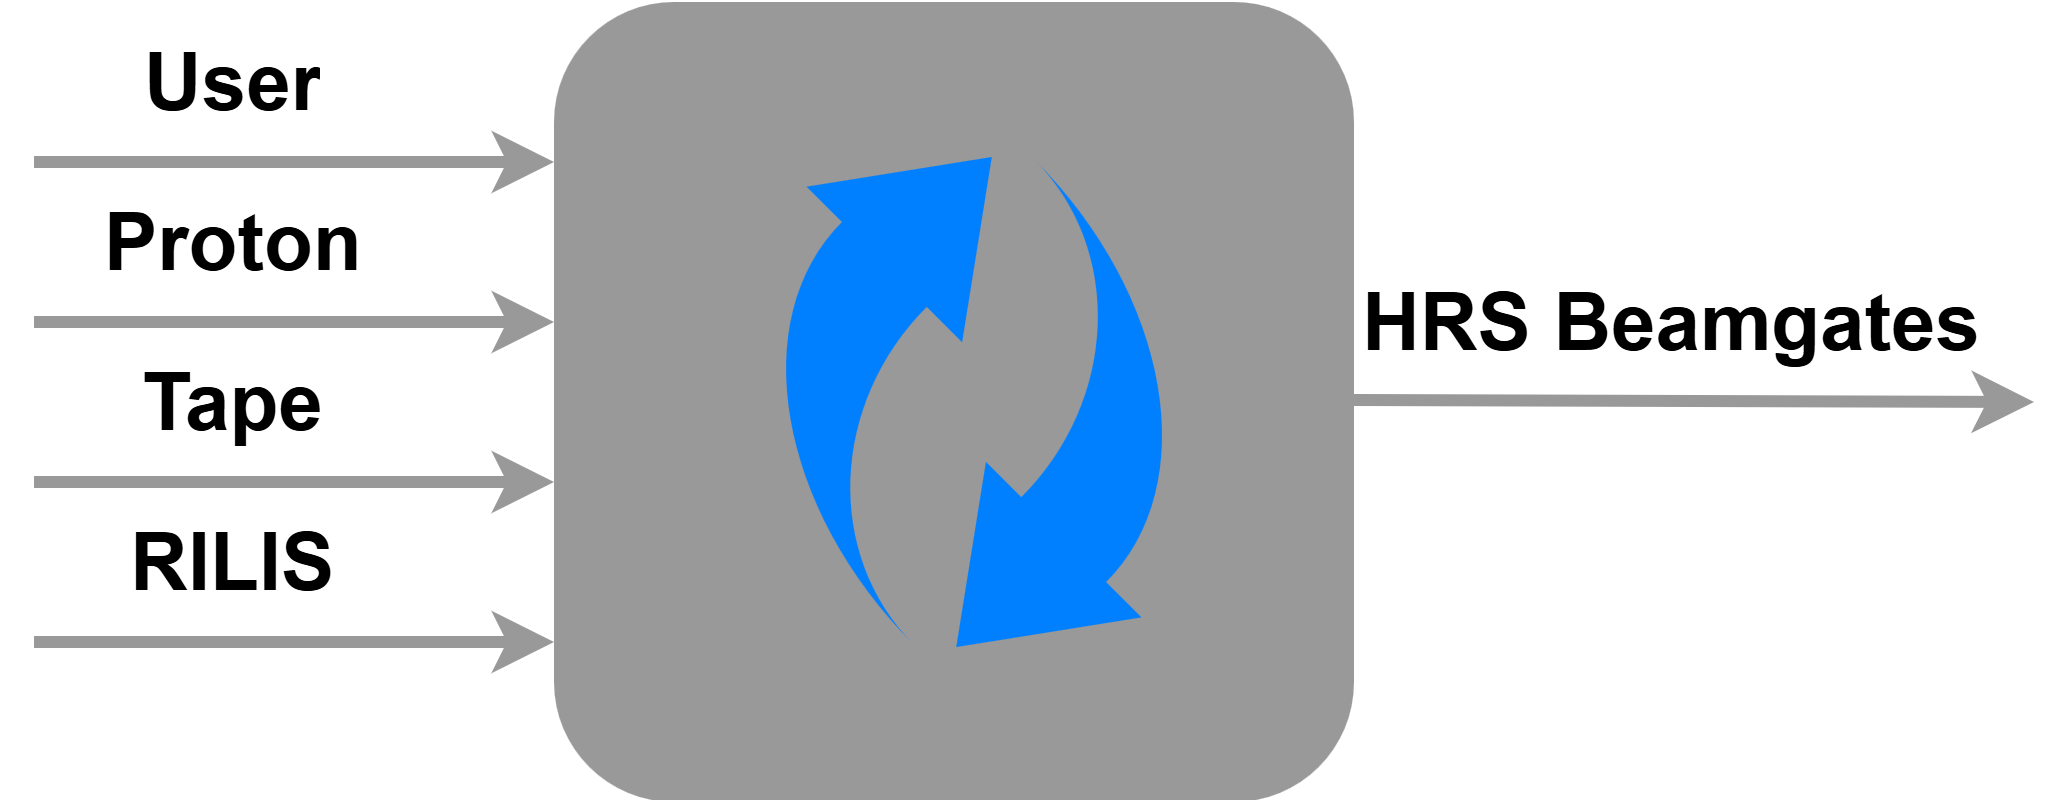 User
Proton
Tape
RILIS
HRS Beamgates